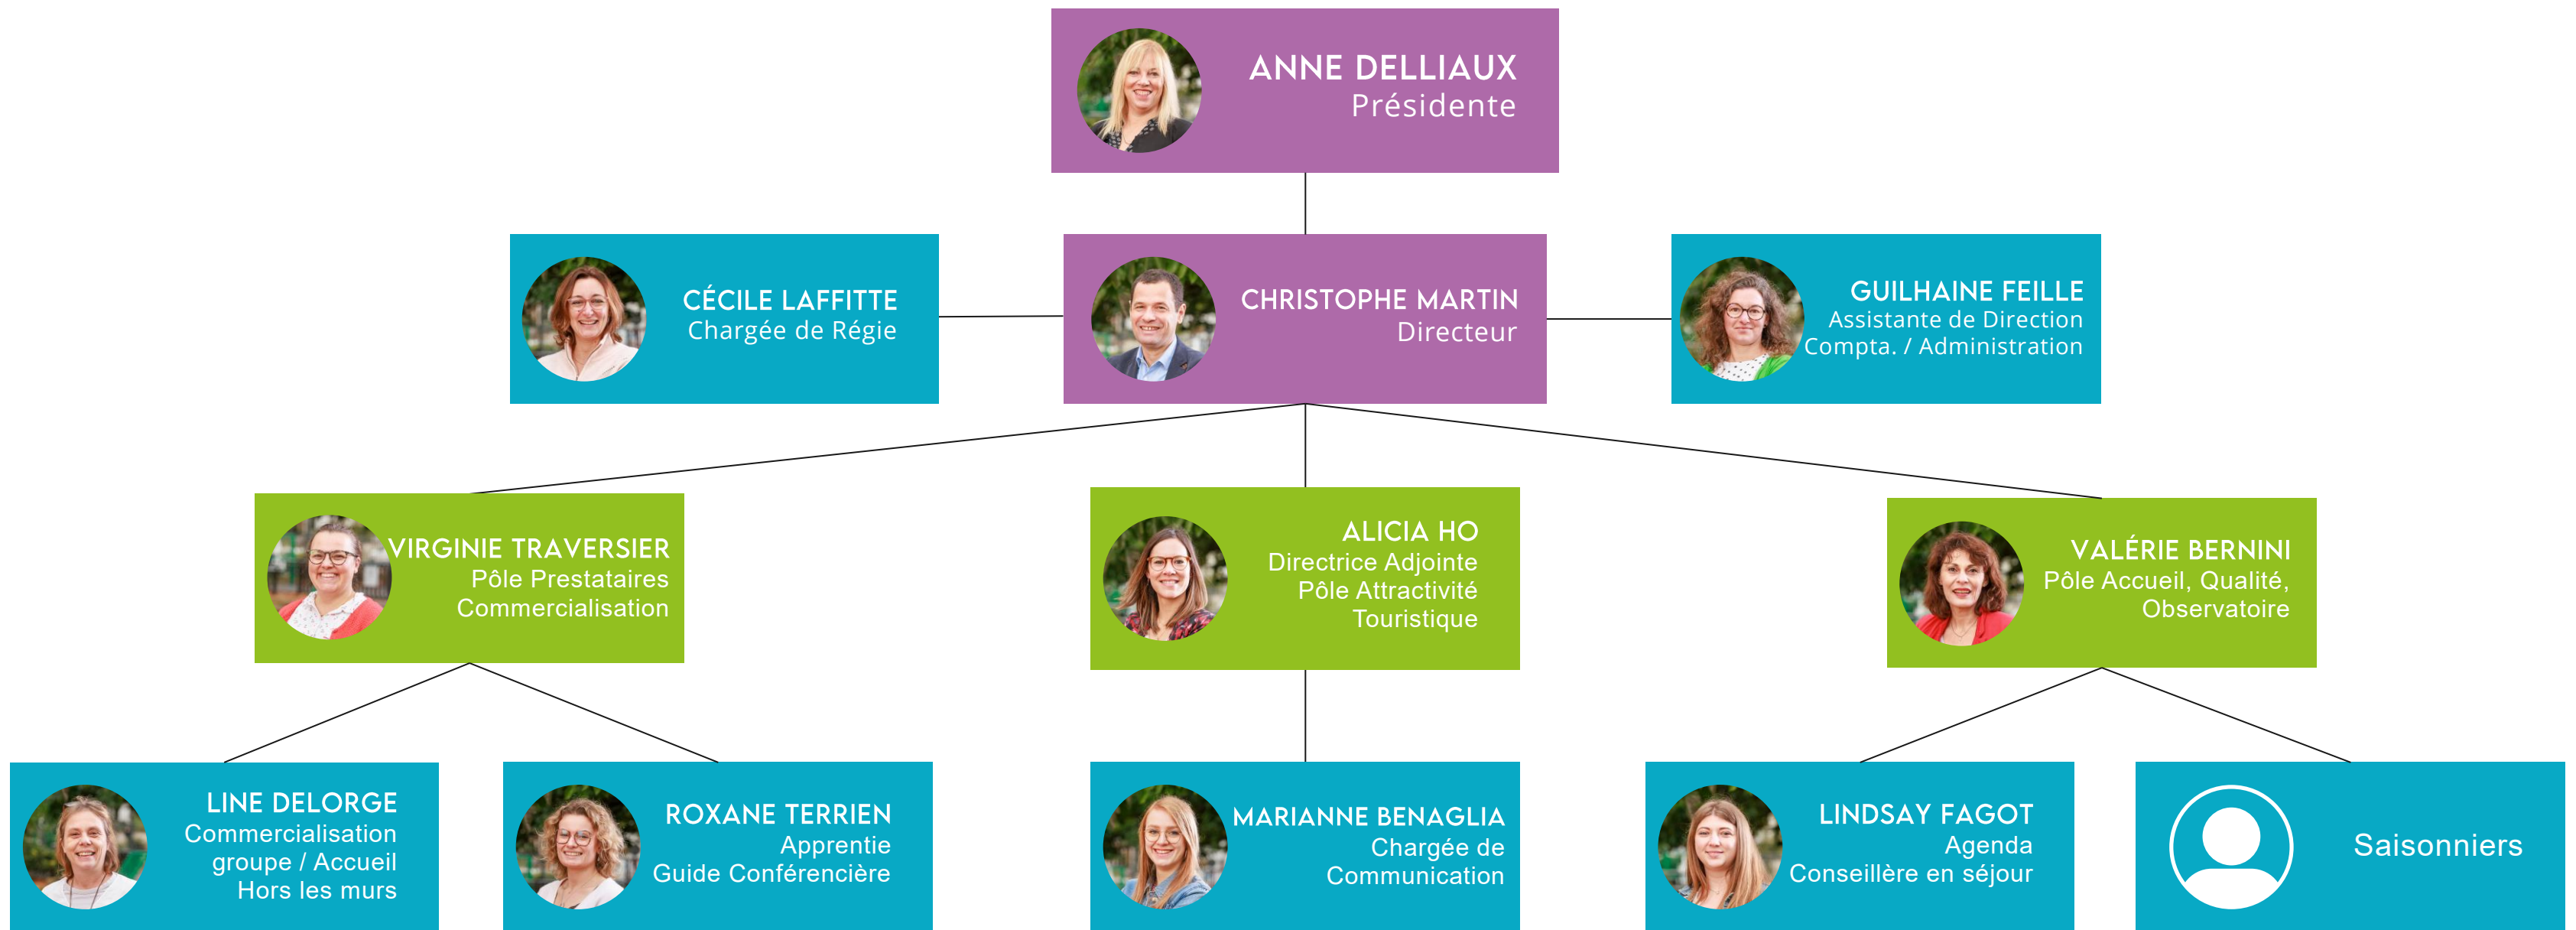 ANNE DELLIAUX
Présidente
CÉCILE LAFFITTE
Chargée de Régie
CHRISTOPHE MARTIN
Directeur
GUILHAINE FEILLE
Assistante de Direction
Compta. / Administration
VIRGINIE TRAVERSIER
Pôle Prestataires
Commercialisation
ALICIA HO
Directrice Adjointe
Pôle Attractivité
Touristique
VALÉRIE BERNINI
Pôle Accueil, Qualité,
Observatoire
LINE DELORGE
Commercialisation
groupe / Accueil
Hors les murs
ROXANE TERRIEN
Apprentie
Guide Conférencière
MARIANNE BENAGLIA
Chargée de
Communication
LINDSAY FAGOT
Agenda
Conseillère en séjour
Saisonniers